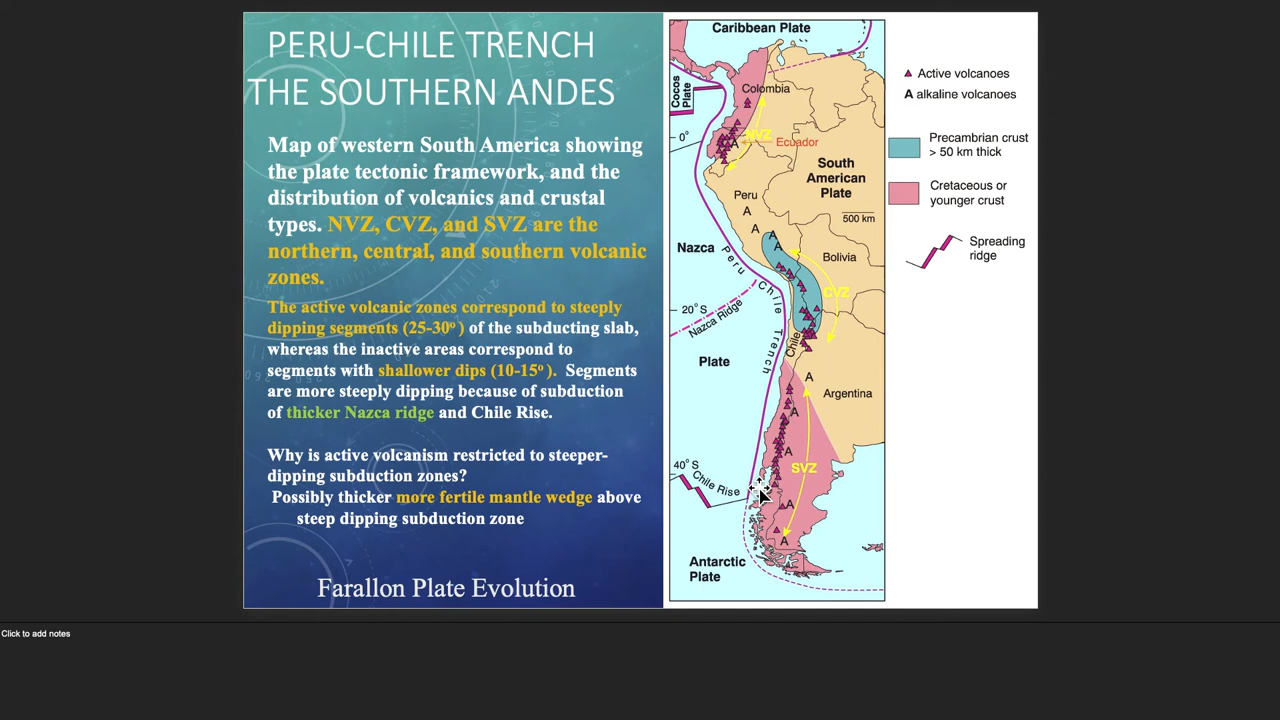 PERU-CHILE TRENCH
THE SOUTHERN ANDES
Map of western South America showing
the plate tectonic framework, and the
distribution of volcanics and crustal
types. NVZ, CVZ, and SVZ are the
northern, central, and southern volcanic
zones.
The active volcanic zones correspond to steeply
dipping segments (25-30º) of the subducting slab,
whereas the inactive areas correspond to
segments with shallower dips (10-15º). Segments
are more steeply dipping because of subduction
of thicker Nazca ridge and Chile Rise.
Why is active volcanism restricted to steeper-
dipping subduction zones?
Possibly thicker more fertile mantle wedge above
steep dipping subduction zone
Farallon Plate Evolution
Caribbean Plate
Cocos
Plate
Colombia
0°
NVZ
A
Ecuador
South
American
Plate
Peru
A
A
500 km
A
A
Nazca
Peru Chile Trench
Bolivia
CVZ
20° S
Nazca Ridge
Chile
Plate
A
Argentina
A
A
40° S
Chile Rise
SVZ
A
A
Antarctic
Plate
Active volcanoes
A alkaline volcanoes
Precambrian crust
> 50 km thick
Cretaceous or
younger crust
Spreading
ridge
Click to add notes